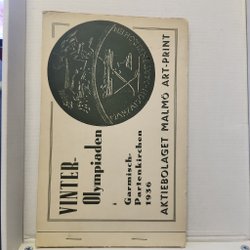 VINTER-
Olympiaden
Garmisch-
Partenkirchen
1936
AKTIEBOLAGET MALMÖ ART-PRINT